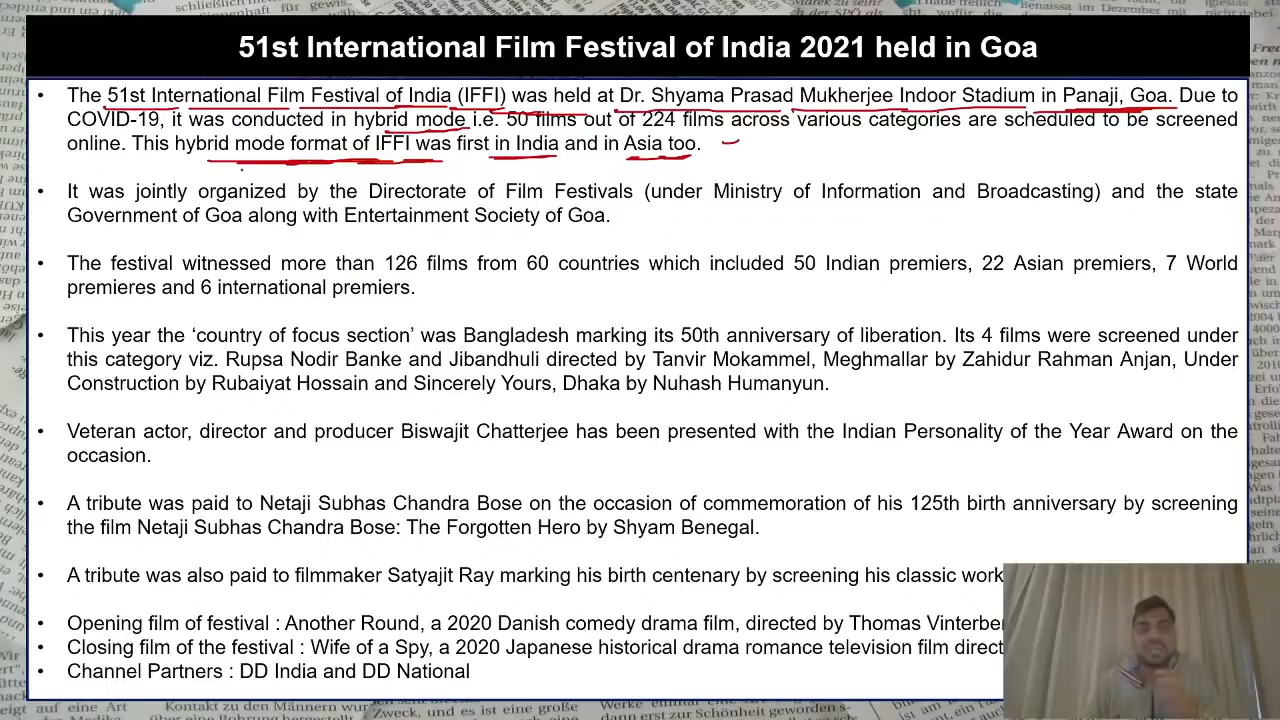 51st International Film Festival of India 2021 held in Goa
• The 51st International Film Festival of India (IFFI) was held at Dr. Shyama Prasad Mukherjee Indoor Stadium in Panaji, Goa. Due to
COVID-19, it was conducted in hybrid mode i.e. 50 films out of 224 films across various categories are scheduled to be screened
online. This hybrid mode format of IFFI was first in India and in Asia too.
• It was jointly organized by the Directorate of Film Festivals (under Ministry of Information and Broadcasting) and the state
Government of Goa along with Entertainment Society of Goa.
• The festival witnessed more than 126 films from 60 countries which included 50 Indian premiers, 22 Asian premiers, 7 World
premieres and 6 international premiers.
• This year the ‘country of focus section’ was Bangladesh marking its 50th anniversary of liberation. Its 4 films were screened under
this category viz. Rupsa Nodir Banke and Jibandhuli directed by Tanvir Mokammel, Meghmallar by Zahidur Rahman Anjan, Under
Construction by Rubaiyat Hossain and Sincerely Yours, Dhaka by Nuhash Humanyun.
• Veteran actor, director and producer Biswajit Chatterjee has been presented with the Indian Personality of the Year Award on the
occasion.
• A tribute was paid to Netaji Subhas Chandra Bose on the occasion of commemoration of his 125th birth anniversary by screening
the film Netaji Subhas Chandra Bose: The Forgotten Hero by Shyam Benegal.
• A tribute was also paid to filmmaker Satyajit Ray marking his birth centenary by screening his classic work
• Opening film of festival : Another Round, a 2020 Danish comedy drama film, directed by Thomas Vinterber
• Closing film of the festival : Wife of a Spy, a 2020 Japanese historical drama romance television film direct
• Channel Partners : DD India and DD National